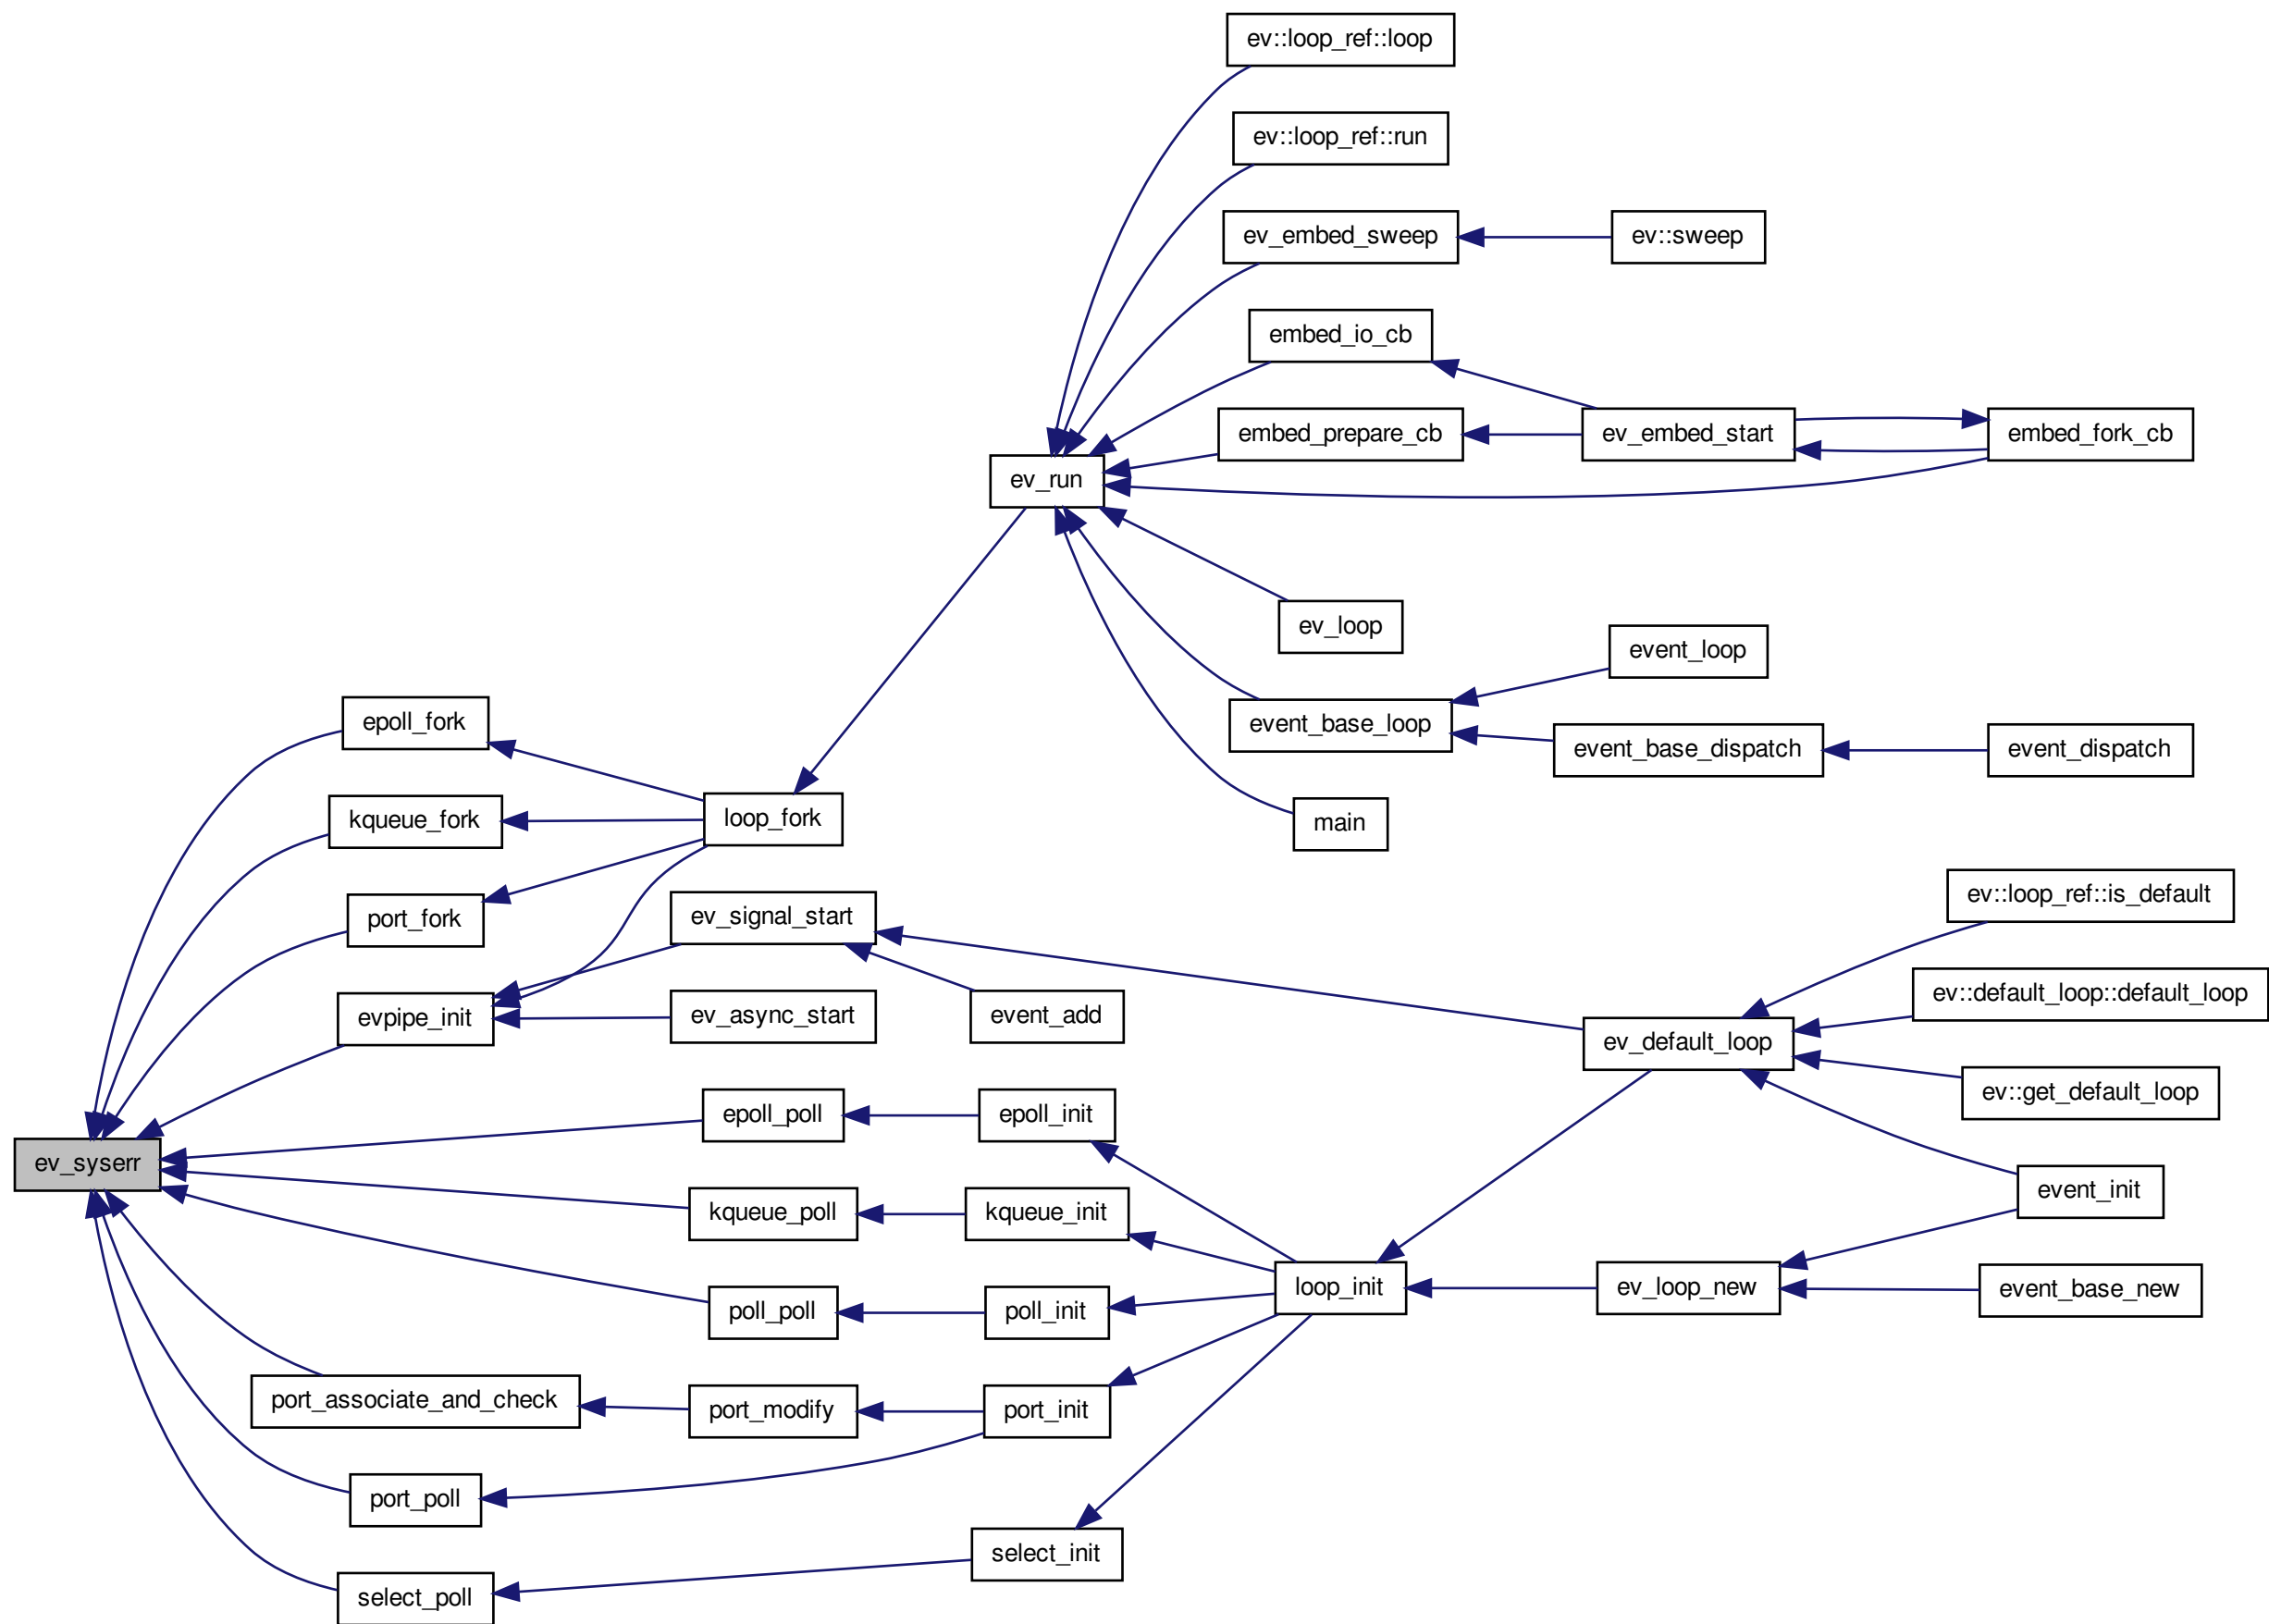 ev::loop_ref::loop
ev::loop_ref::run
ev_embed_sweep
ev::sweep
embed_io_cb
embed_prepare_cb
ev_embed_start
embed_fork_cb
ev_run
ev_loop
event_loop
event_base_loop
event_base_dispatch
event_dispatch
main
epoll_fork
kqueue_fork
loop_fork
port_fork
ev_signal_start
evpipe_init
ev_async_start
event_add
ev::loop_ref::is_default
ev::default_loop::default_loop
ev_default_loop
ev::get_default_loop
epoll_poll
epoll_init
ev_syserr
event_init
kqueue_poll
kqueue_init
loop_init
ev_loop_new
event_base_new
poll_poll
poll_init
port_associate_and_check
port_modify
port_init
port_poll
select_init
select_poll